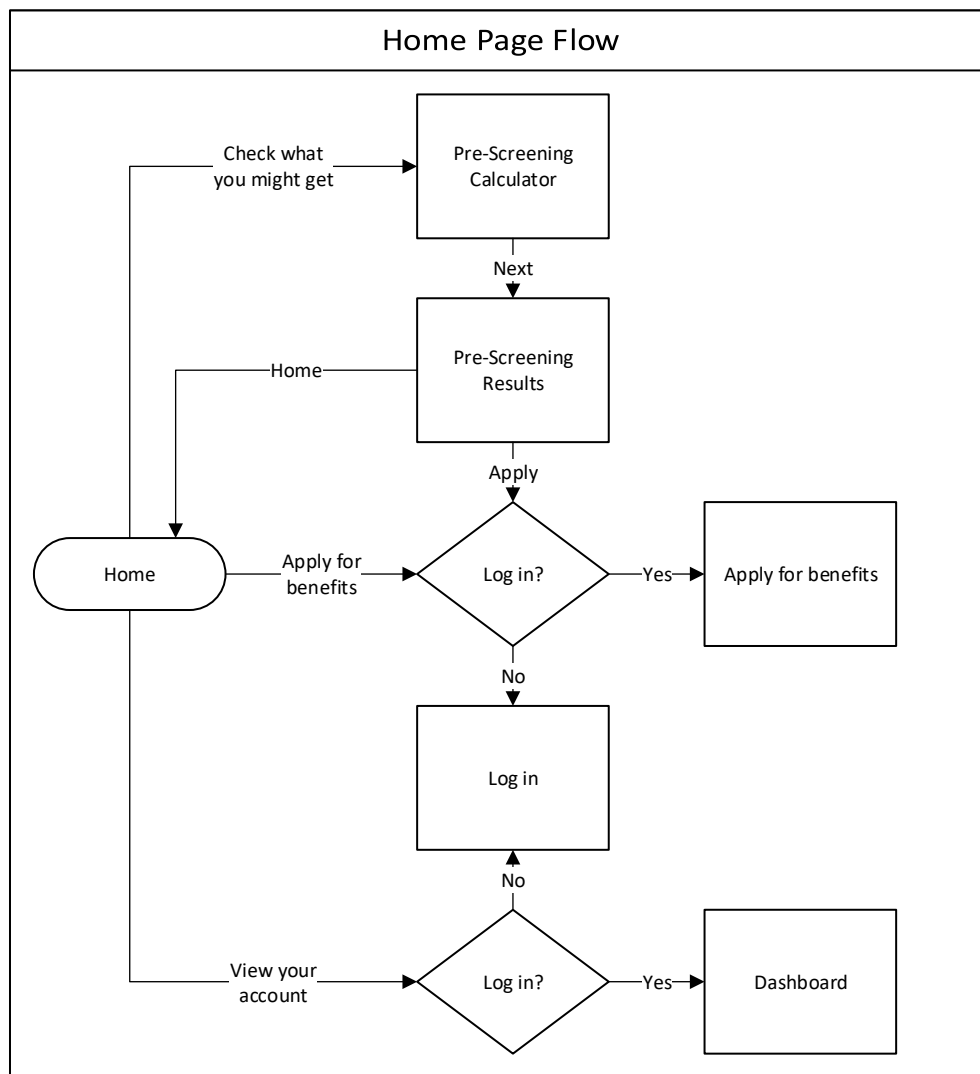 Home Page Flow
Check what
you might get
Pre-Screening
Calculator
Next
Pre-Screening
Results
Home
Apply
Home
Apply for
benefits
Log in?
Yes
Apply for benefits
No
Log in
No
View your
account
Log in?
Yes
Dashboard